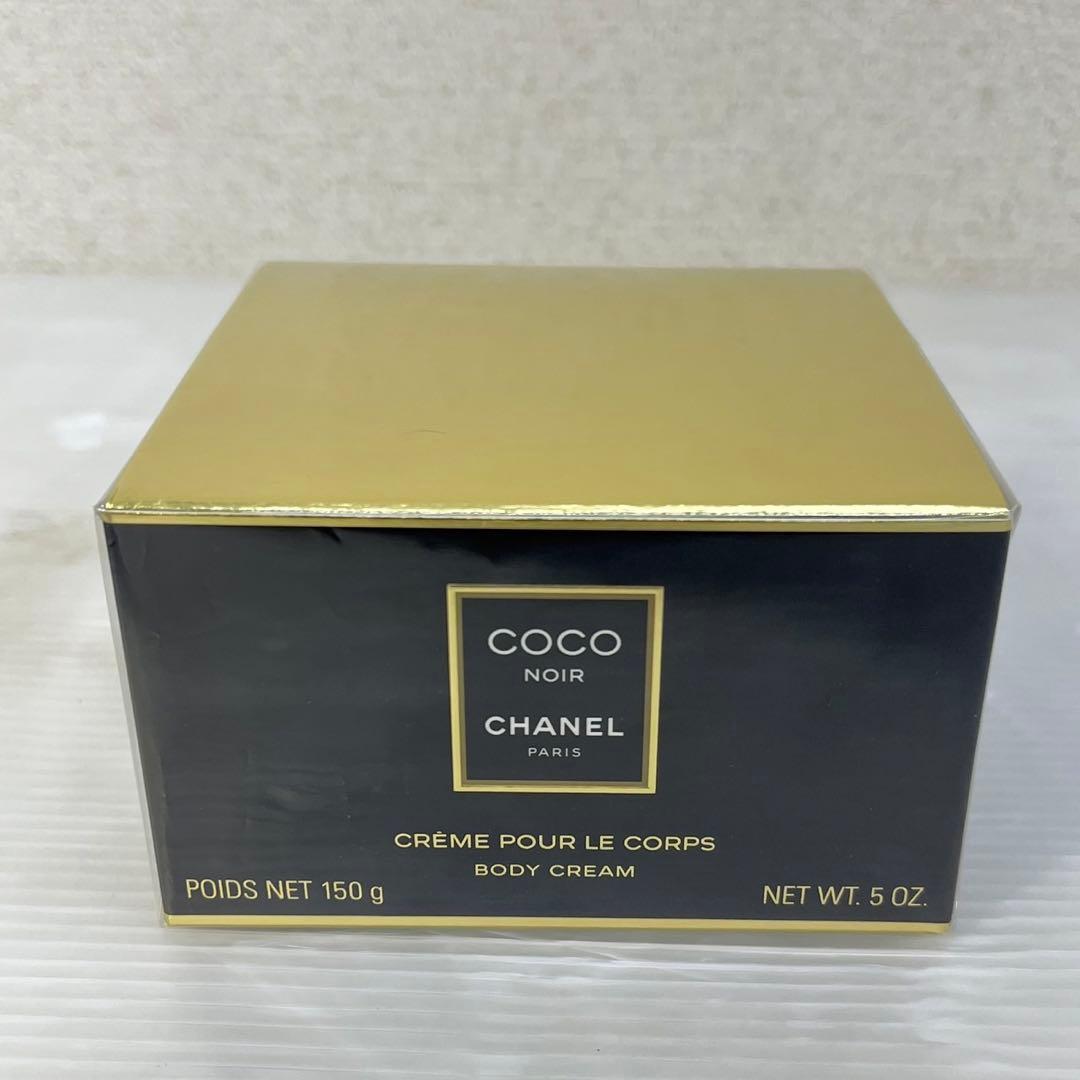 COCO
NOIR
CHANEL
PARIS
CRÈME POUR LE CORPS
BODY CREAM
POIDS NET 150 g
NET WT. 5 OZ.